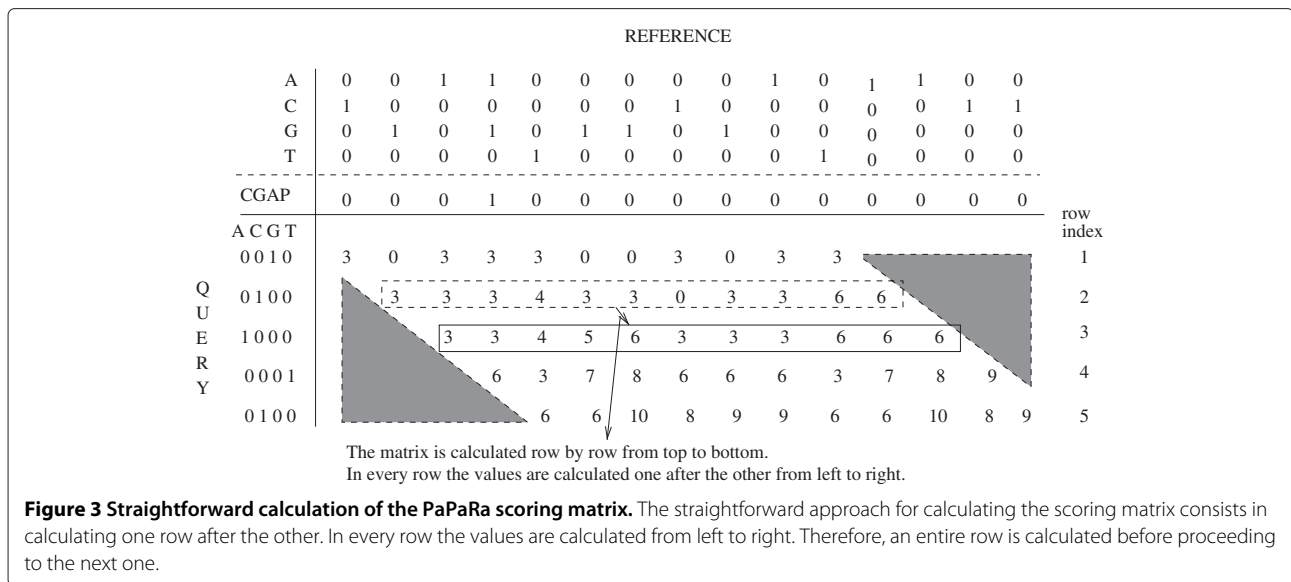 REFERENCE
A 0 0 1 1 0 0 0 0 0 1 0 1 1 0 0
C 1 0 0 0 0 0 0 1 0 0 0 0 0 1 1
G 0 1 0 1 0 1 1 0 1 0 0 0 0 0 0
T 0 0 0 0 1 0 0 0 0 0 1 0 0 0 0
CGAP 0 0 0 1 0 0 0 0 0 0 0 0 0 0 0
row
index
A C G T
0 0 1 0 3 0 3 3 3 0 0 3 0 3 3 1
0 1 0 0 3 3 3 4 3 3 0 3 3 6 6 2
1 0 0 0 3 3 4 5 6 3 3 3 6 6 6 3
0 0 0 1 6 3 7 8 6 6 6 3 7 8 9 4
0 1 0 0 6 6 10 8 9 9 6 6 10 8 9 5
QUERY
The matrix is calculated row by row from top to bottom.
In every row the values are calculated one after the other from left to right.
Figure 3 Straightforward calculation of the PaPaRa scoring matrix. The straightforward approach for calculating the scoring matrix consists in
calculating one row after the other. In every row the values are calculated from left to right. Therefore, an entire row is calculated before proceeding
to the next one.